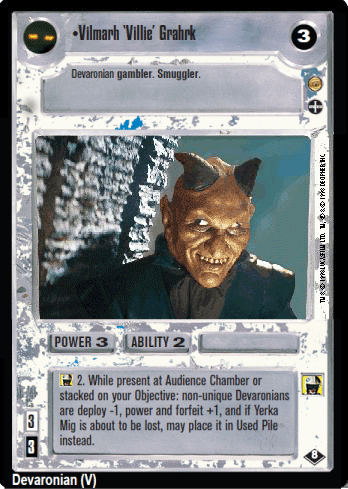 •Vilmarh 'Villie' Grahrk
3
Devaronian gambler. Smuggler.
POWER 3 ABILITY 2
2. While present at Audience Chamber or
stacked on your Objective: non-unique Devaronians
are deploy -1, power and forfeit +1, and if Yerka
Mig is about to be lost, may place it in Used Pile
instead.
3
3
8
Devaronian (V)